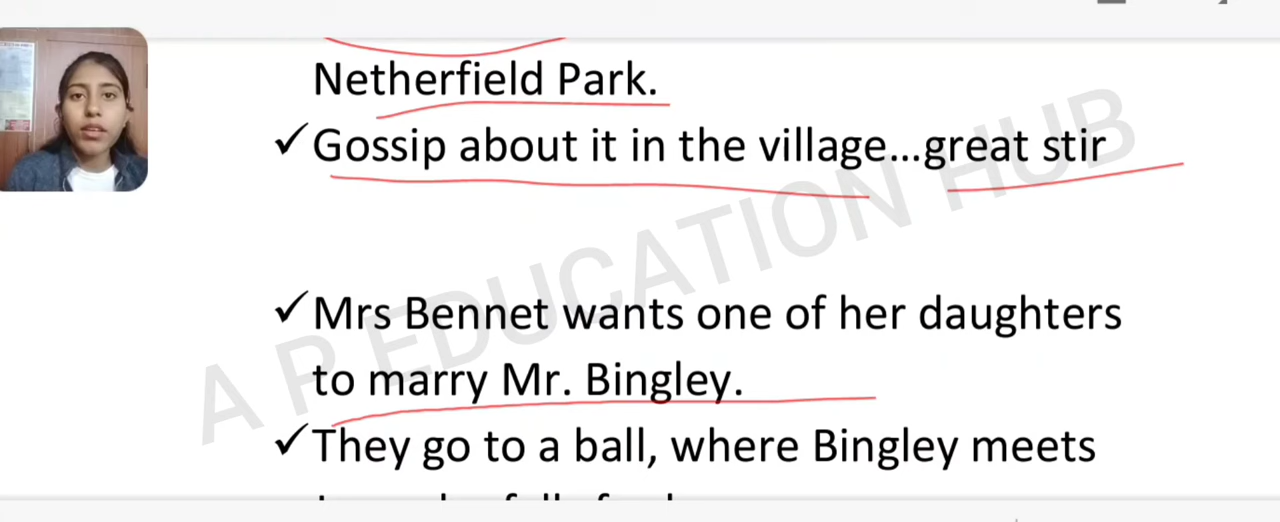 Netherfield Park.
✓ Gossip about it in the village...great stir
✓ Mrs Bennet wants one of her daughters
to marry Mr. Bingley.
✓ They go to a ball, where Bingley meets
A P EDUCATION HUB